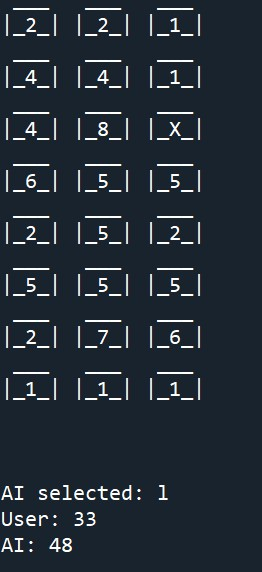 |_2_| |_2_| |_1_|
|_4_| |_4_| |_1_|
|_4_| |_8_| |_X_|
|_6_| |_5_| |_5_|
|_2_| |_5_| |_2_|
|_5_| |_5_| |_5_|
|_2_| |_7_| |_6_|
|_1_| |_1_| |_1_|
AI selected: l
User: 33
AI: 48